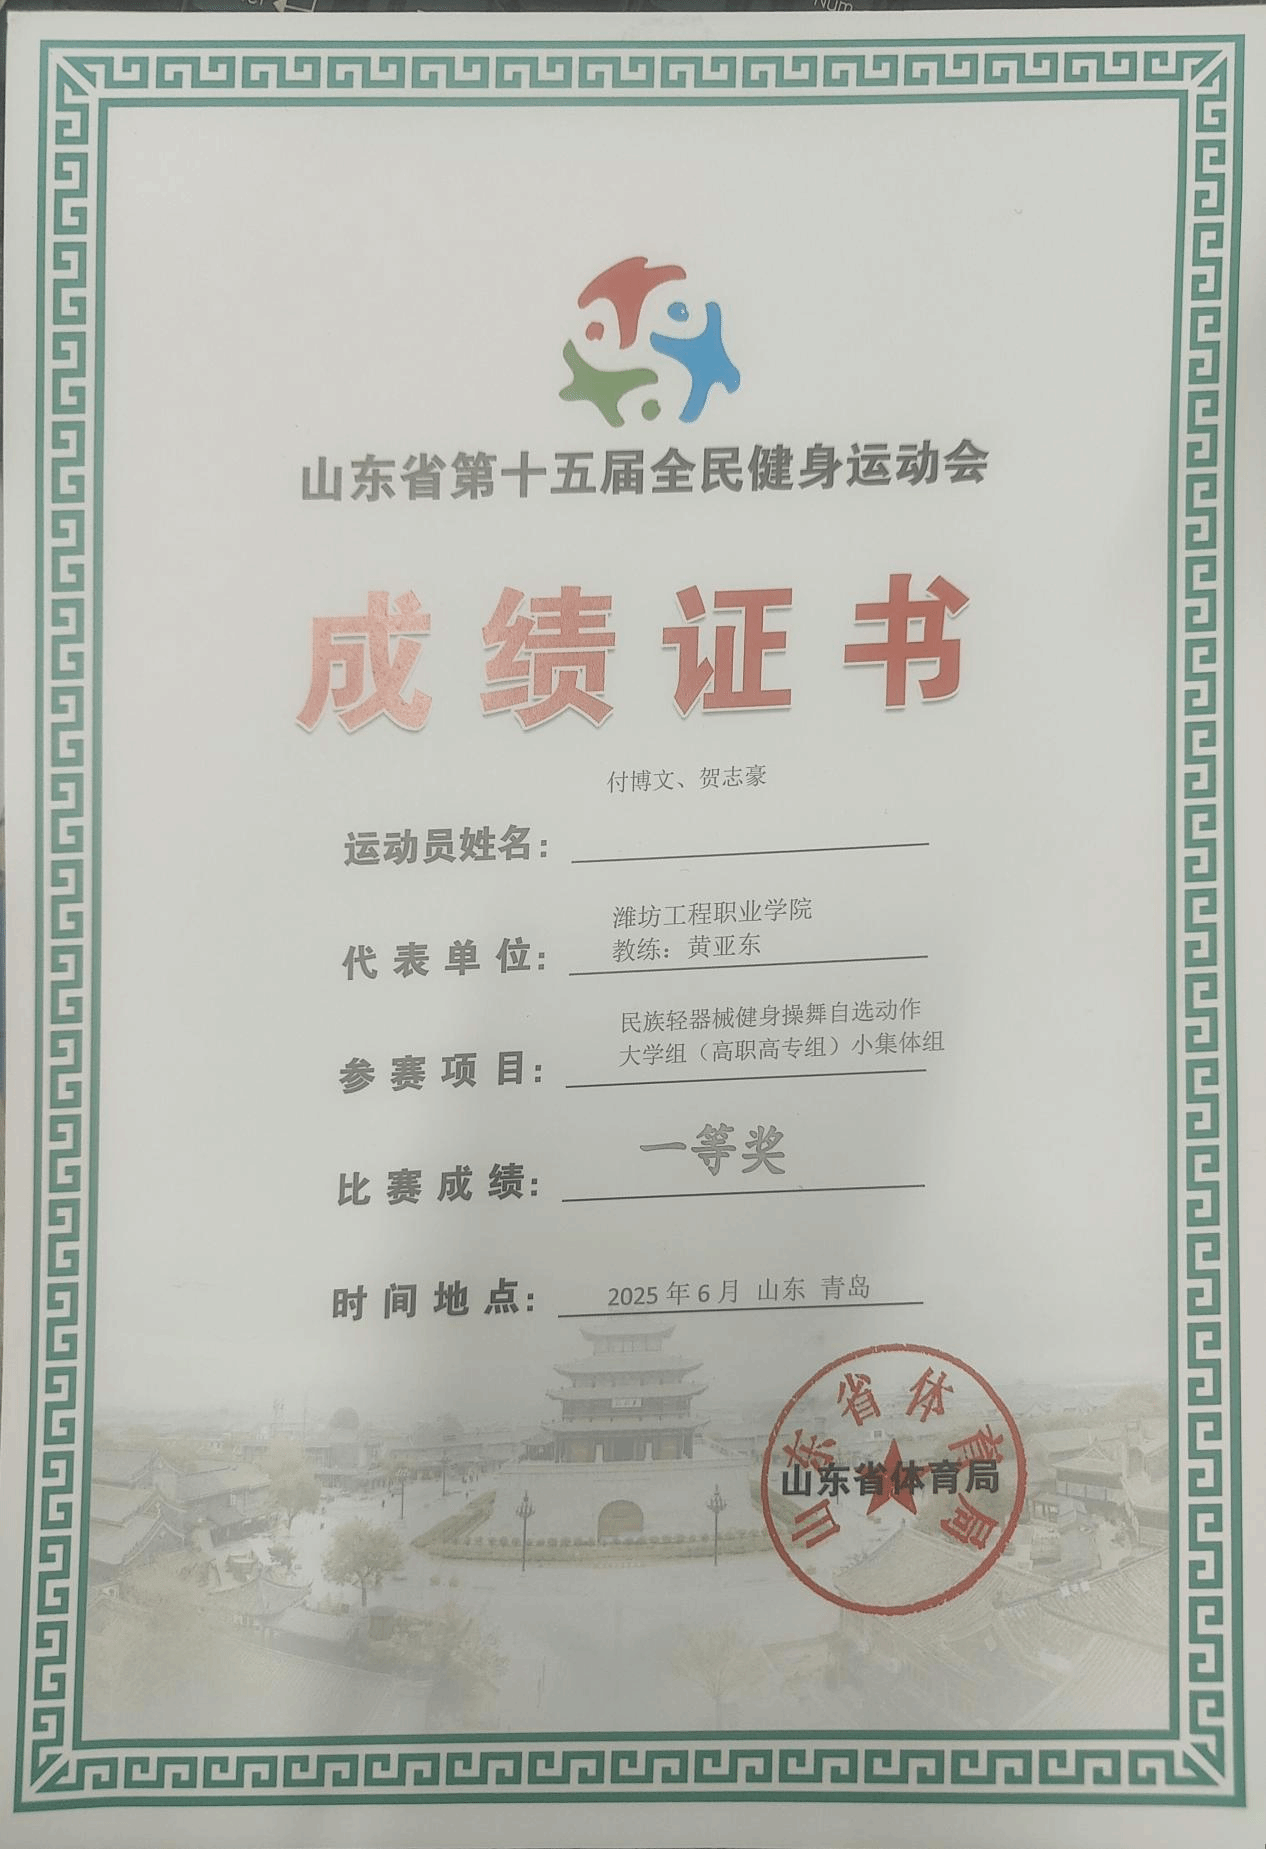 山东省第十五届全民健身运动会
成绩证书
付博文、贺志豪
运动员姓名：
潍坊工程职业学院
代表单位：
教练：黄亚东
民族轻器械健身操舞自选动作
大学组（高职高专组）小集体组
参赛项目：
一等奖
比赛成绩：
时间地点： 2025年6月 山东 青岛
山东省体育局
山东省体育局